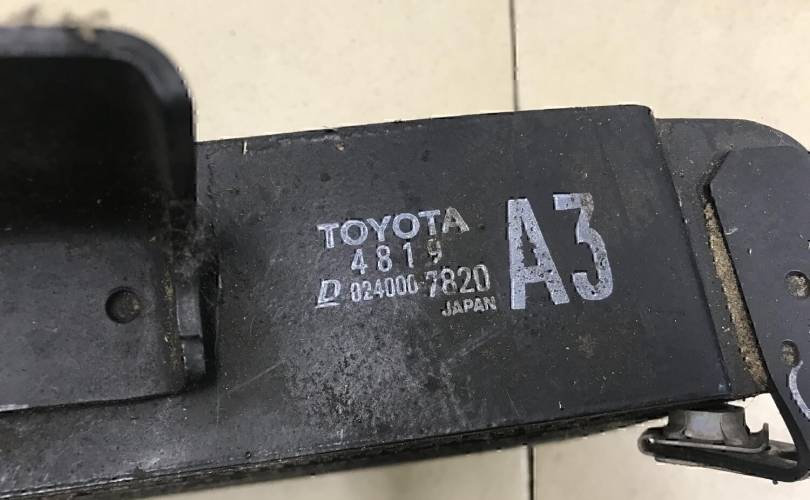 TOYOTA
4819
D 024000-7820
JAPAN
A3